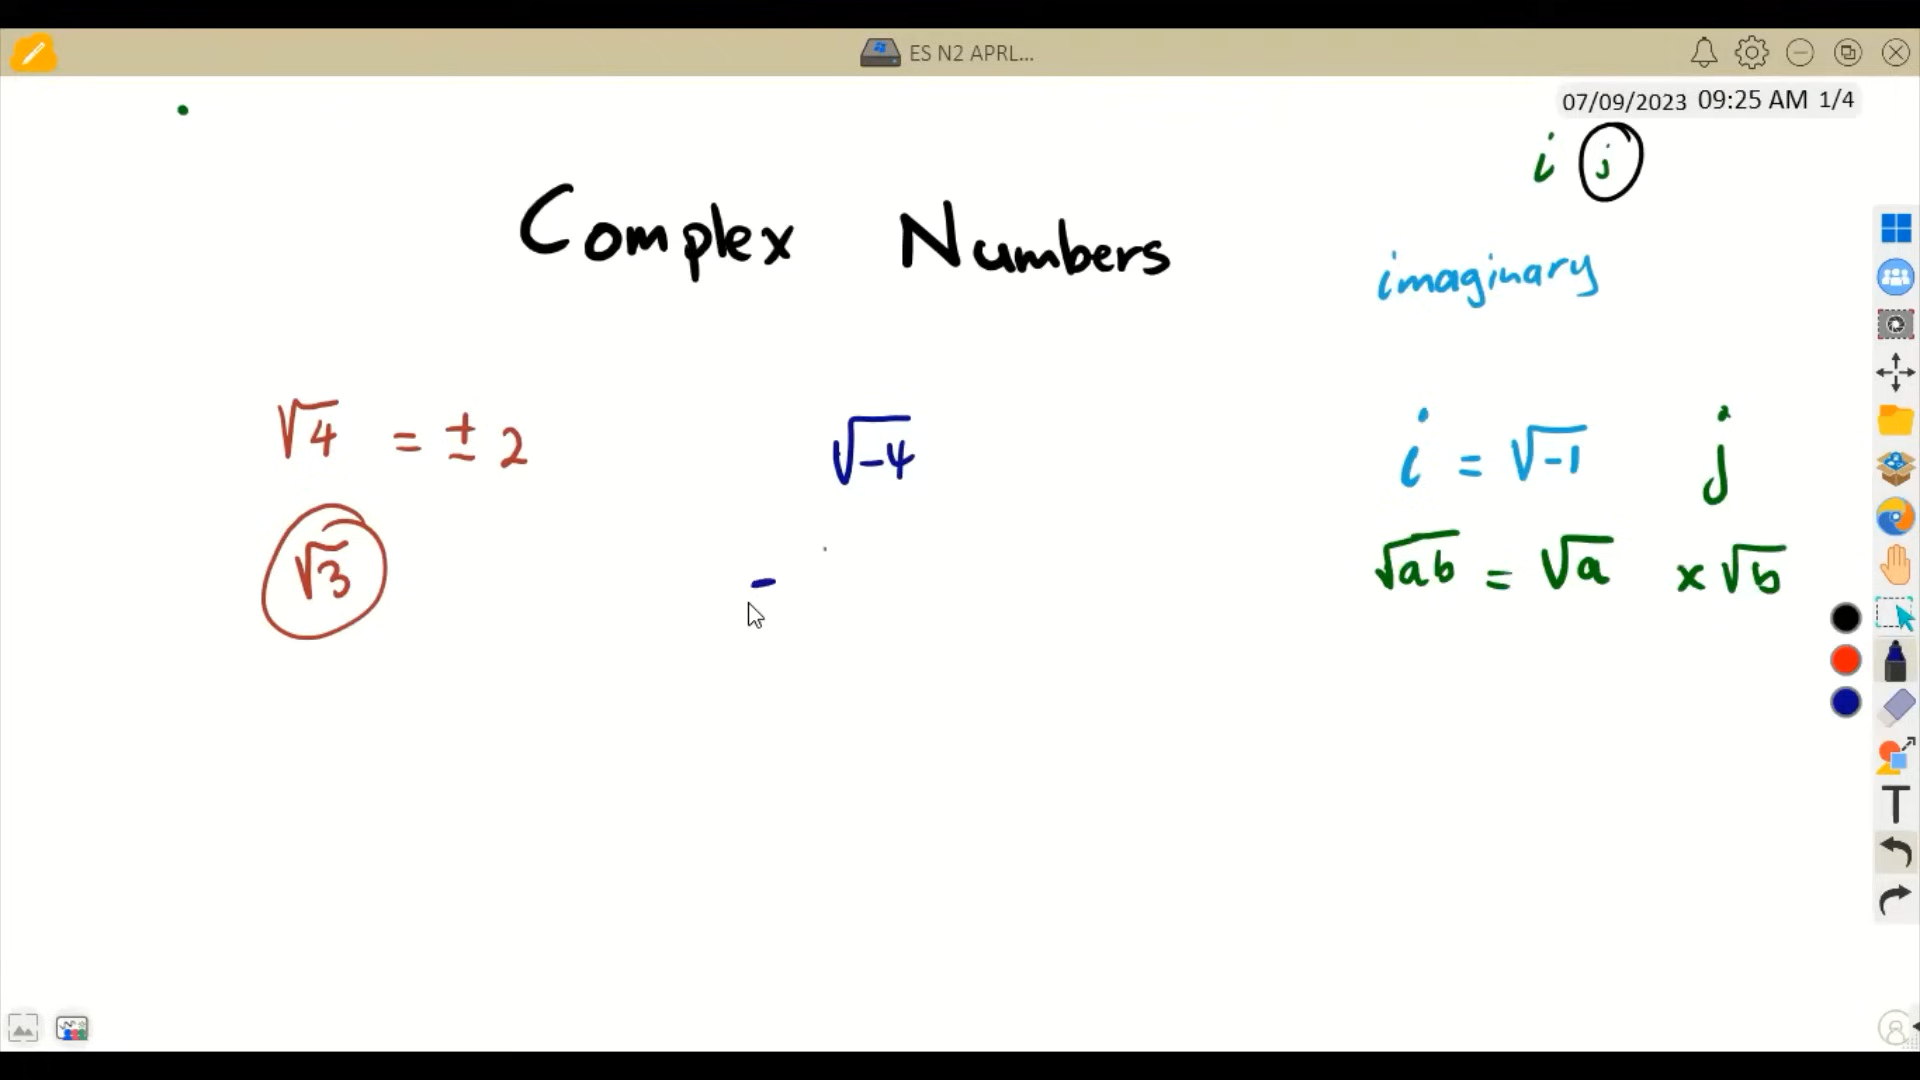 ES N2 APRL...
07/09/2023 09:25 AM 1/4
i j
Complex Numbers
imaginary
√4 = ± 2
√-4
i = √-1 j
√3
√ab = √a x √b
-
T